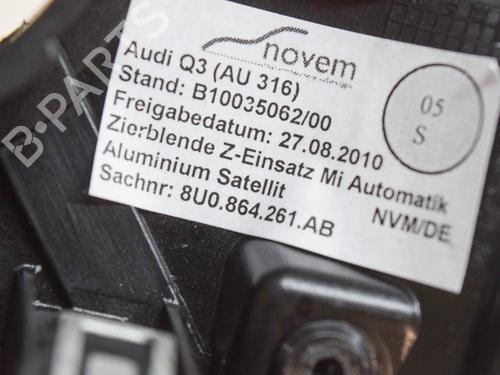 novem
Audi Q3 (AU 316)
Stand: B10035062/00
Freigabedatum: 27.08.2010
Zierblende Z-Einsatz Mi Automatik
Aluminium Satellit
Sachnr: 8U0.864.261.AB
NVM/DE
05
S
B-PARTS